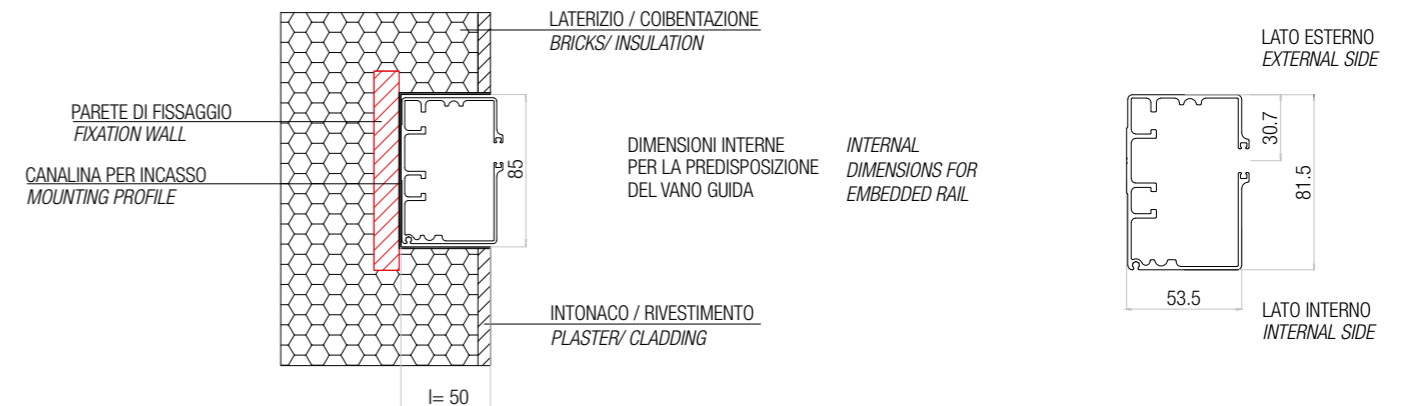 LATERIZIO / COIBENTAZIONE
BRICKS/ INSULATION
PARETE DI FISSAGGIO
FIXATION WALL
CANALINA PER INCASSO
MOUNTING PROFILE
85
INTONACO / RIVESTIMENTO
PLASTER/ CLADDING
l= 50
DIMENSIONI INTERNE
PER LA PREDISPOSIZIONE
DEL VANO GUIDA
INTERNAL
DIMENSIONS FOR
EMBEDDED RAIL
LATO ESTERNO
EXTERNAL SIDE
30.7
81.5
53.5
LATO INTERNO
INTERNAL SIDE